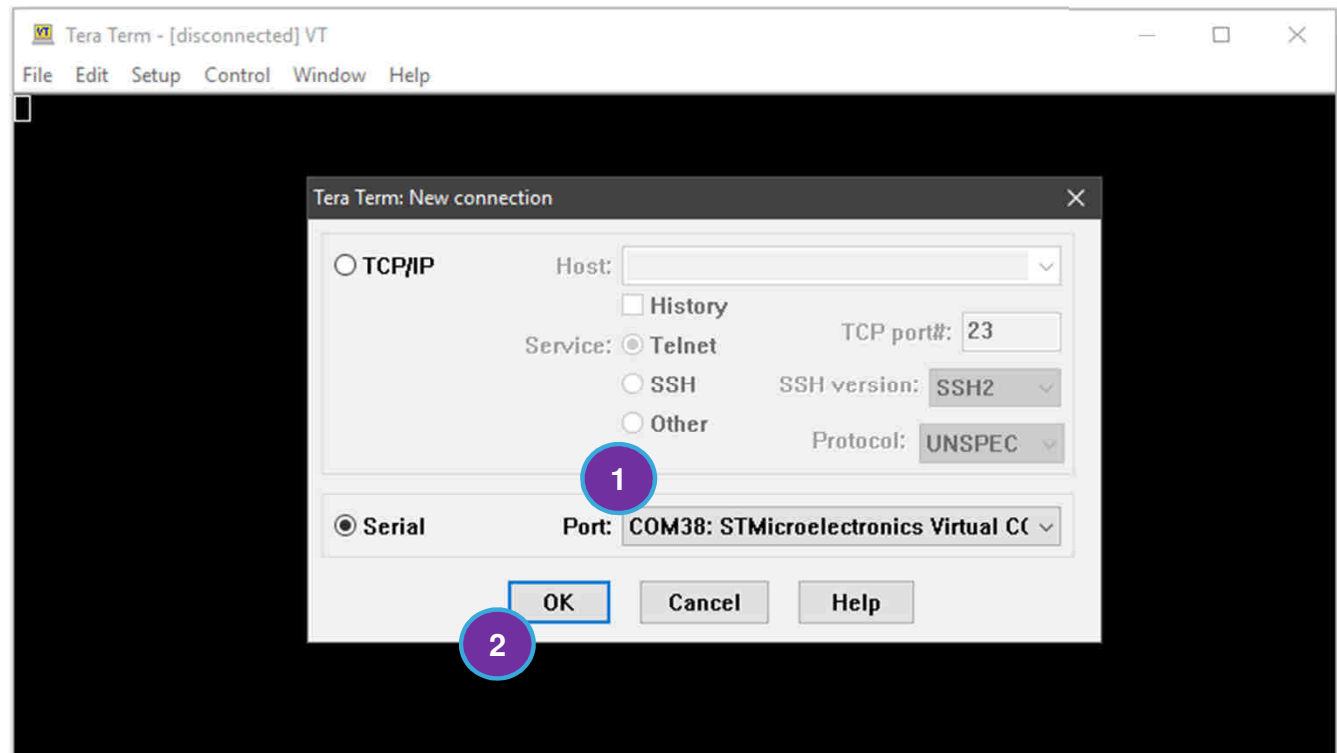 Tera Term - [disconnected] VT
File Edit Setup Control Window Help
Tera Term: New connection
TCP/IP Host:
History
Service: Telnet TCP port#: 23
SSH SSH version: SSH2
Other Protocol: UNSPEC
1
Serial Port: COM38: STMicroelectronics Virtual C(
OK Cancel Help
2